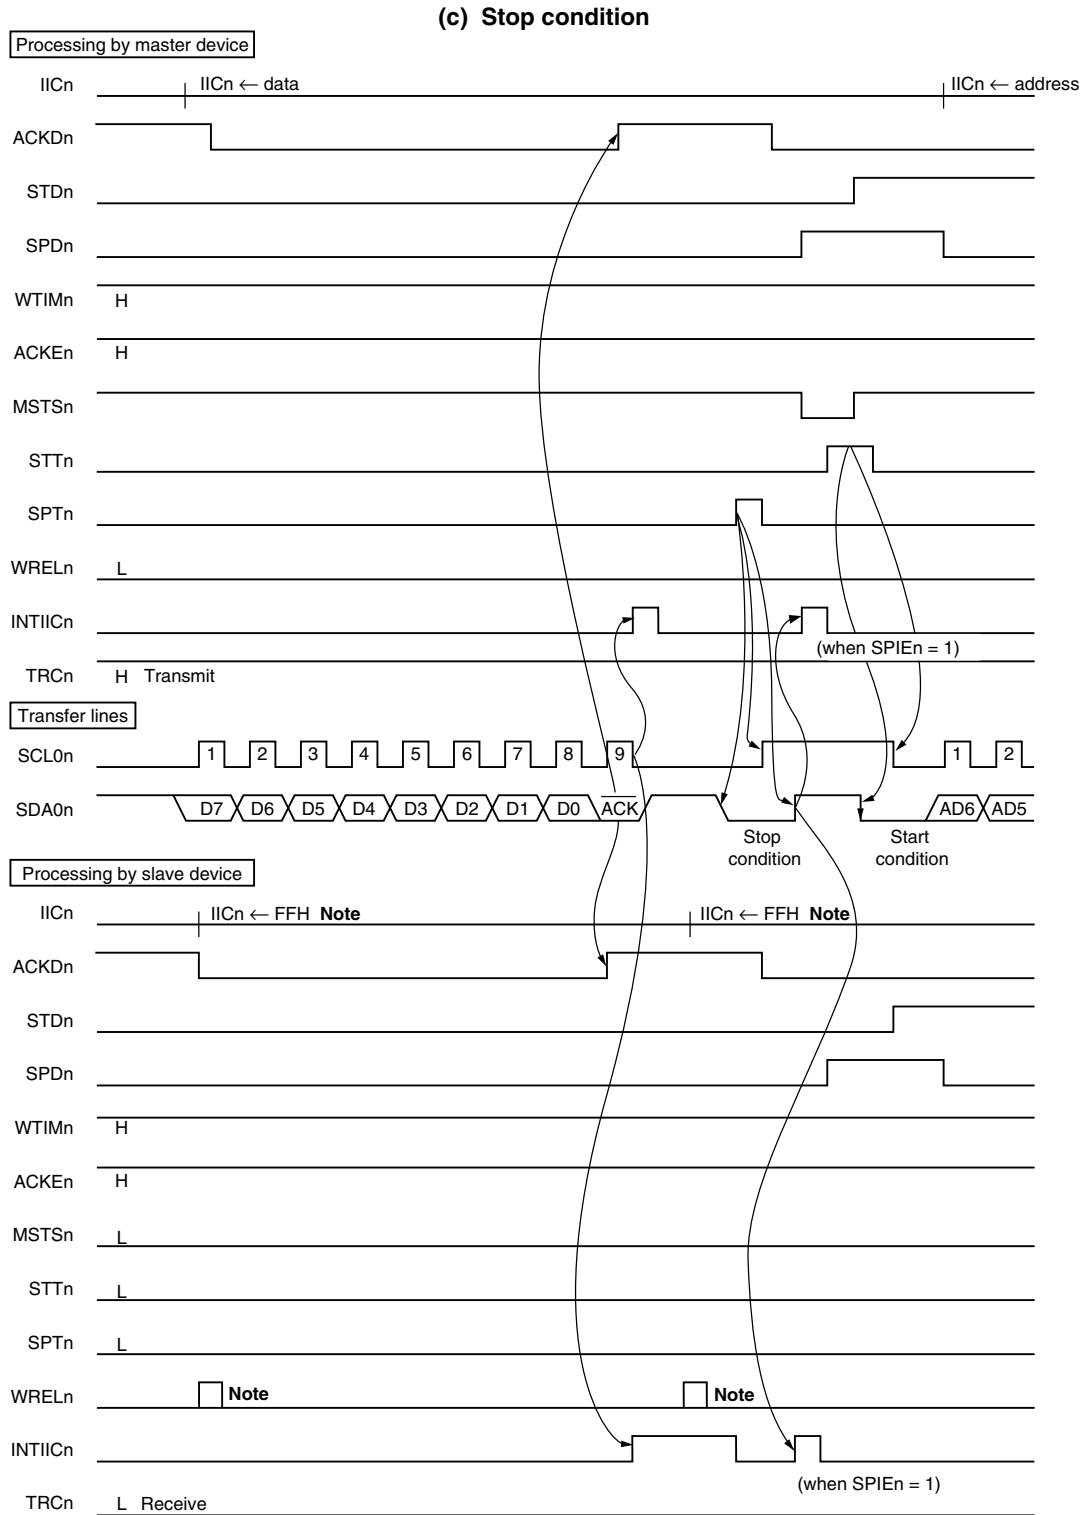 (c) Stop condition
Processing by master device
IICn IICn ← data IICn ← address
ACKDn
STDn
SPDn
WTIMn H
ACKEn H
MSTSn
STTn
SPTn
WRELn L
INTIICn
(when SPIEn = 1)
TRCn H Transmit
Transfer lines
SCL0n 1 2 3 4 5 6 7 8 9 1 2
SDA0n D7 D6 D5 D4 D3 D2 D1 D0 ACK AD6 AD5
Stop condition
Start condition
Processing by slave device
IICn IICn ← FFH Note IICn ← FFH Note
ACKDn
STDn
SPDn
WTIMn H
ACKEn H
MSTSn L
STTn L
SPTn L
WRELn Note Note
INTIICn
(when SPIEn = 1)
TRCn L Receive